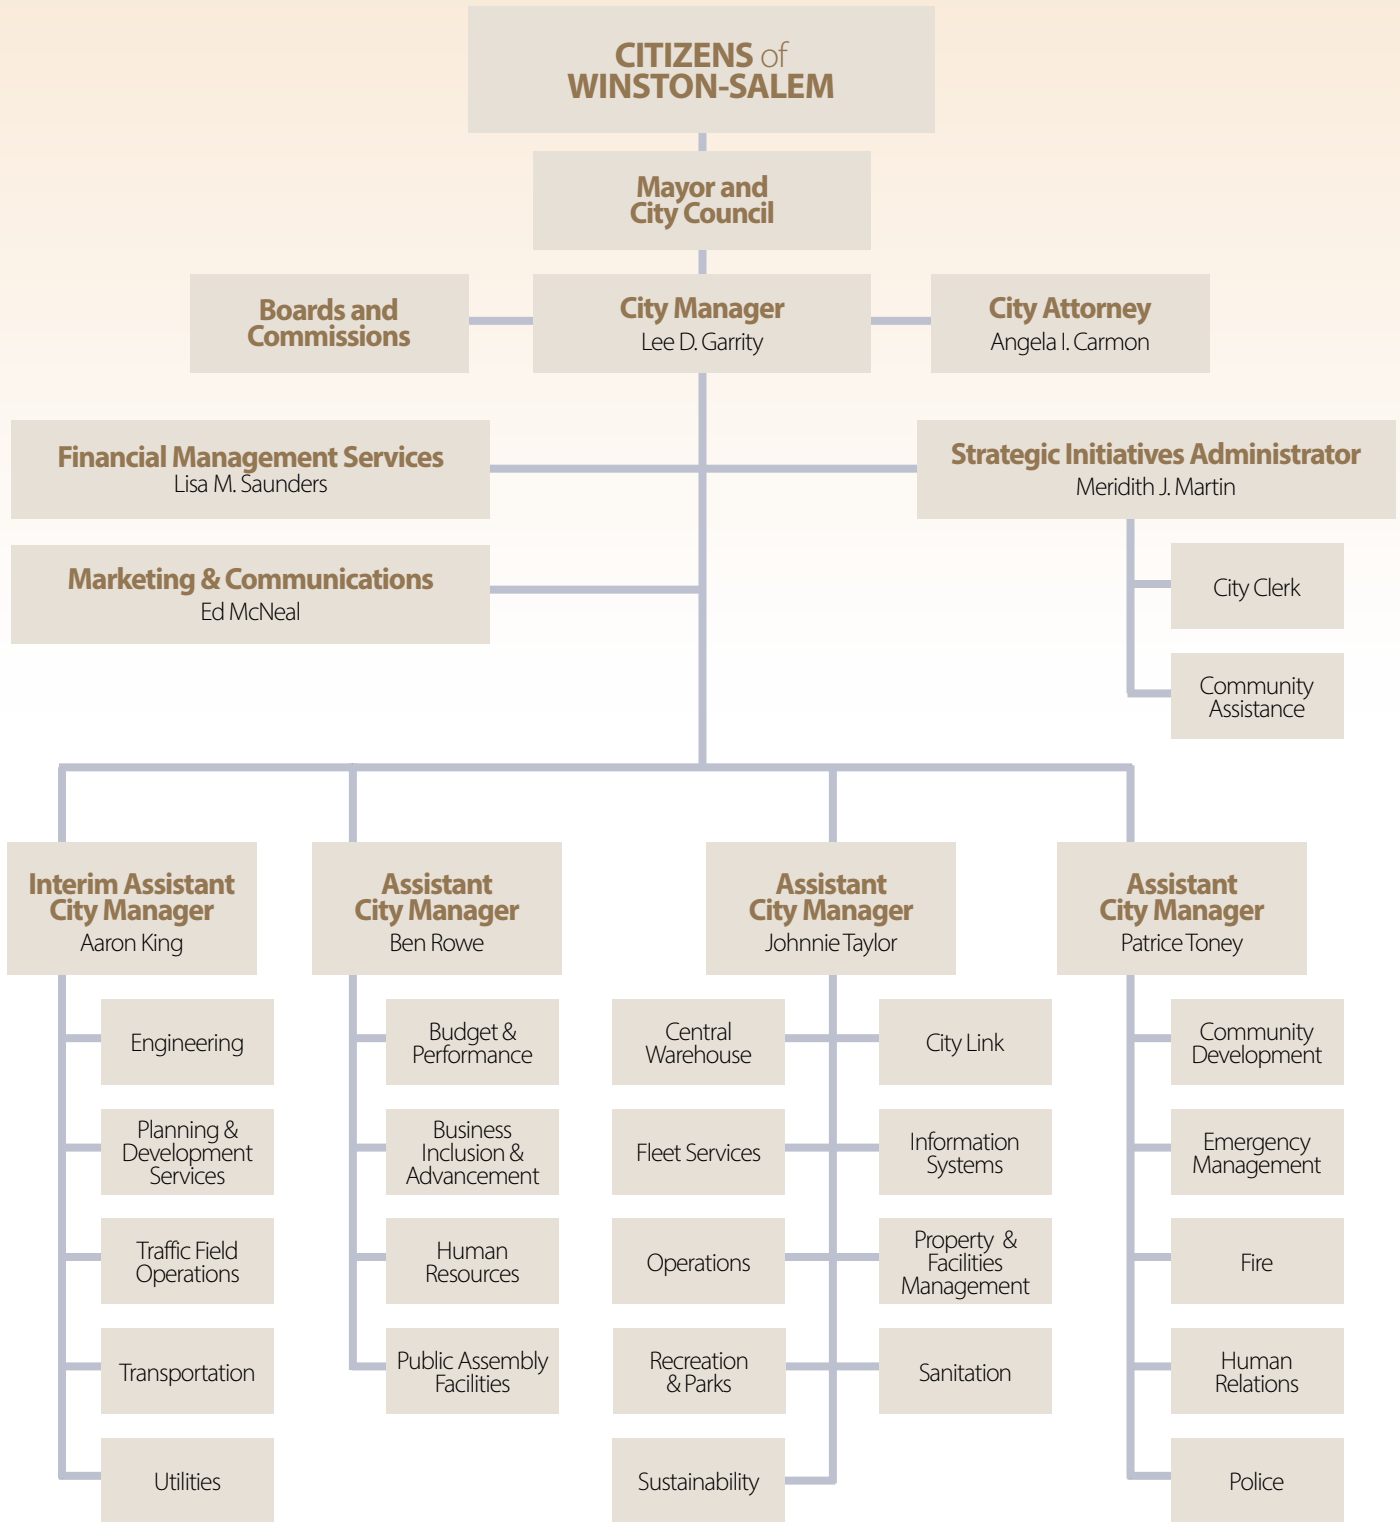 CITIZENS of
WINSTON-SALEM
Mayor and
City Council
Boards and
Commissions
City Manager
Lee D. Garrity
City Attorney
Angela I. Carmon
Financial Management Services
Lisa M. Saunders
Strategic Initiatives Administrator
Meridith J. Martin
Marketing & Communications
Ed McNeal
City Clerk
Community
Assistance
Interim Assistant
City Manager
Aaron King
Assistant
City Manager
Ben Rowe
Assistant
City Manager
Johnnie Taylor
Assistant
City Manager
Patrice Toney
Engineering
Planning &
Development
Services
Traffic Field
Operations
Transportation
Utilities
Budget &
Performance
Business
Inclusion &
Advancement
Human
Resources
Public Assembly
Facilities
Central
Warehouse
Fleet Services
Operations
Recreation
& Parks
Sustainability
City Link
Information
Systems
Property &
Facilities
Management
Sanitation
Community
Development
Emergency
Management
Fire
Human
Relations
Police